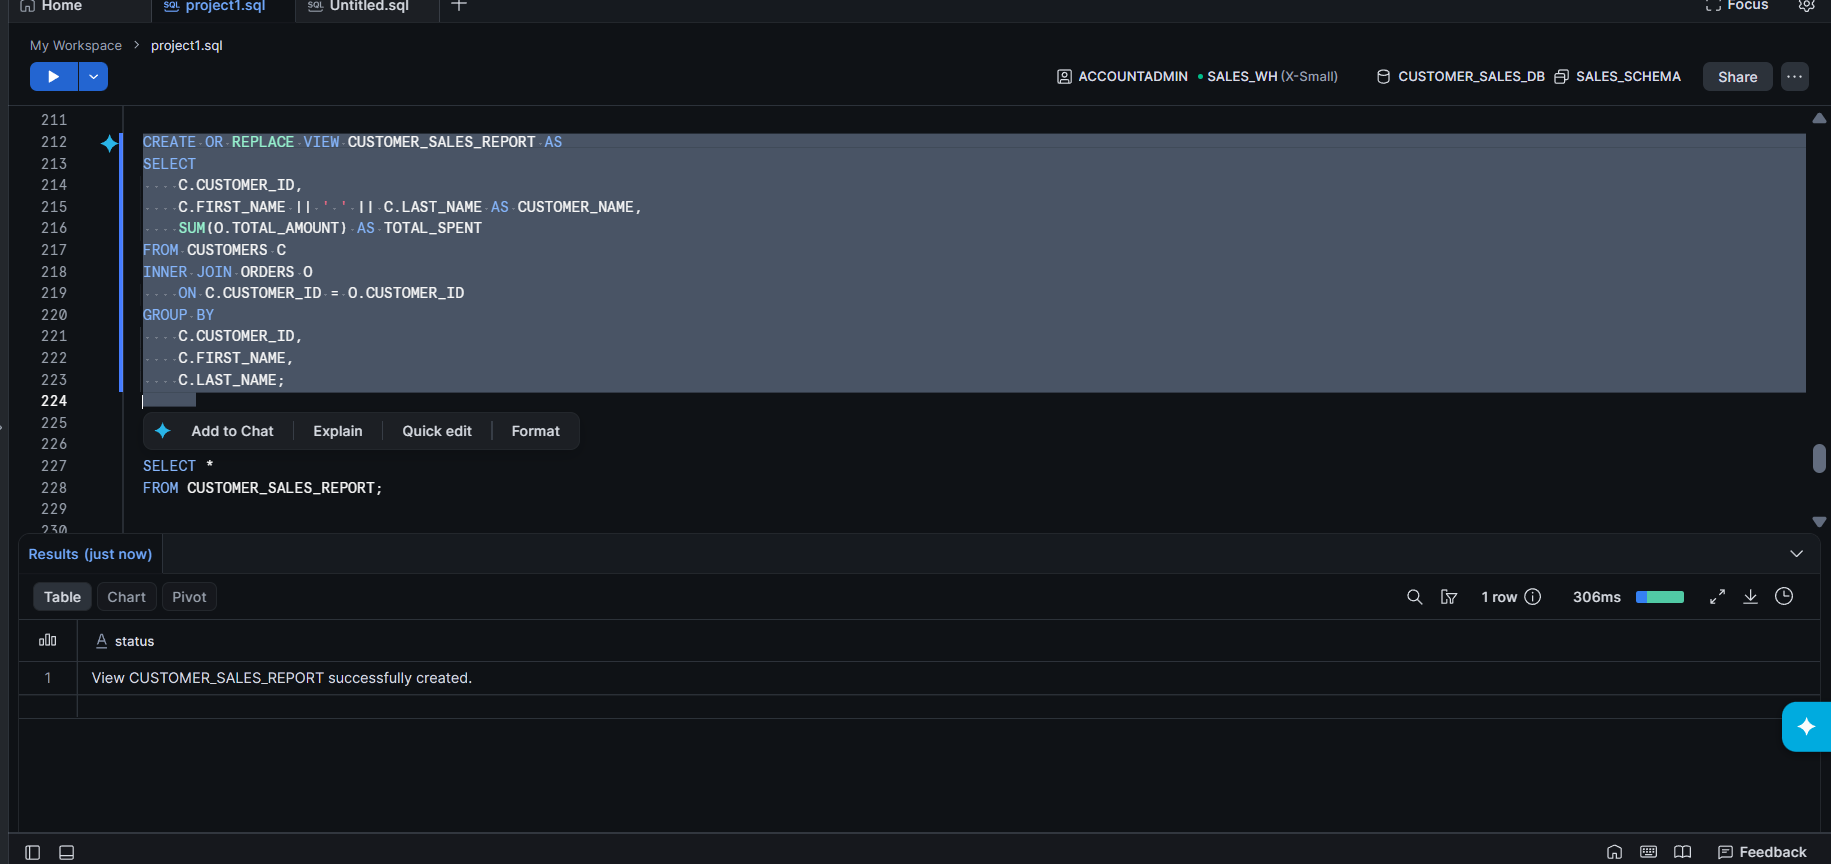 Home
SQL project1.sql
SQL Untitled.sql
Focus
My Workspace > project1.sql
ACCOUNTADMIN SALES_WH (X-Small) CUSTOMER_SALES_DB SALES_SCHEMA Share ...
211
212 CREATE OR REPLACE VIEW CUSTOMER_SALES_REPORT AS
213 SELECT
214 C.CUSTOMER_ID,
215 C.FIRST_NAME || ' ' || C.LAST_NAME AS CUSTOMER_NAME,
216 SUM(O.TOTAL_AMOUNT) AS TOTAL_SPENT
217 FROM CUSTOMERS C
218 INNER JOIN ORDERS O
219 ON C.CUSTOMER_ID = O.CUSTOMER_ID
220 GROUP BY
221 C.CUSTOMER_ID,
222 C.FIRST_NAME,
223 C.LAST_NAME;
224
225
Add to Chat Explain Quick edit Format
226
227 SELECT *
228 FROM CUSTOMER_SALES_REPORT;
229
230
Results (just now)
Table Chart Pivot 1 row 306ms
A status
1 View CUSTOMER_SALES_REPORT successfully created.
Feedback